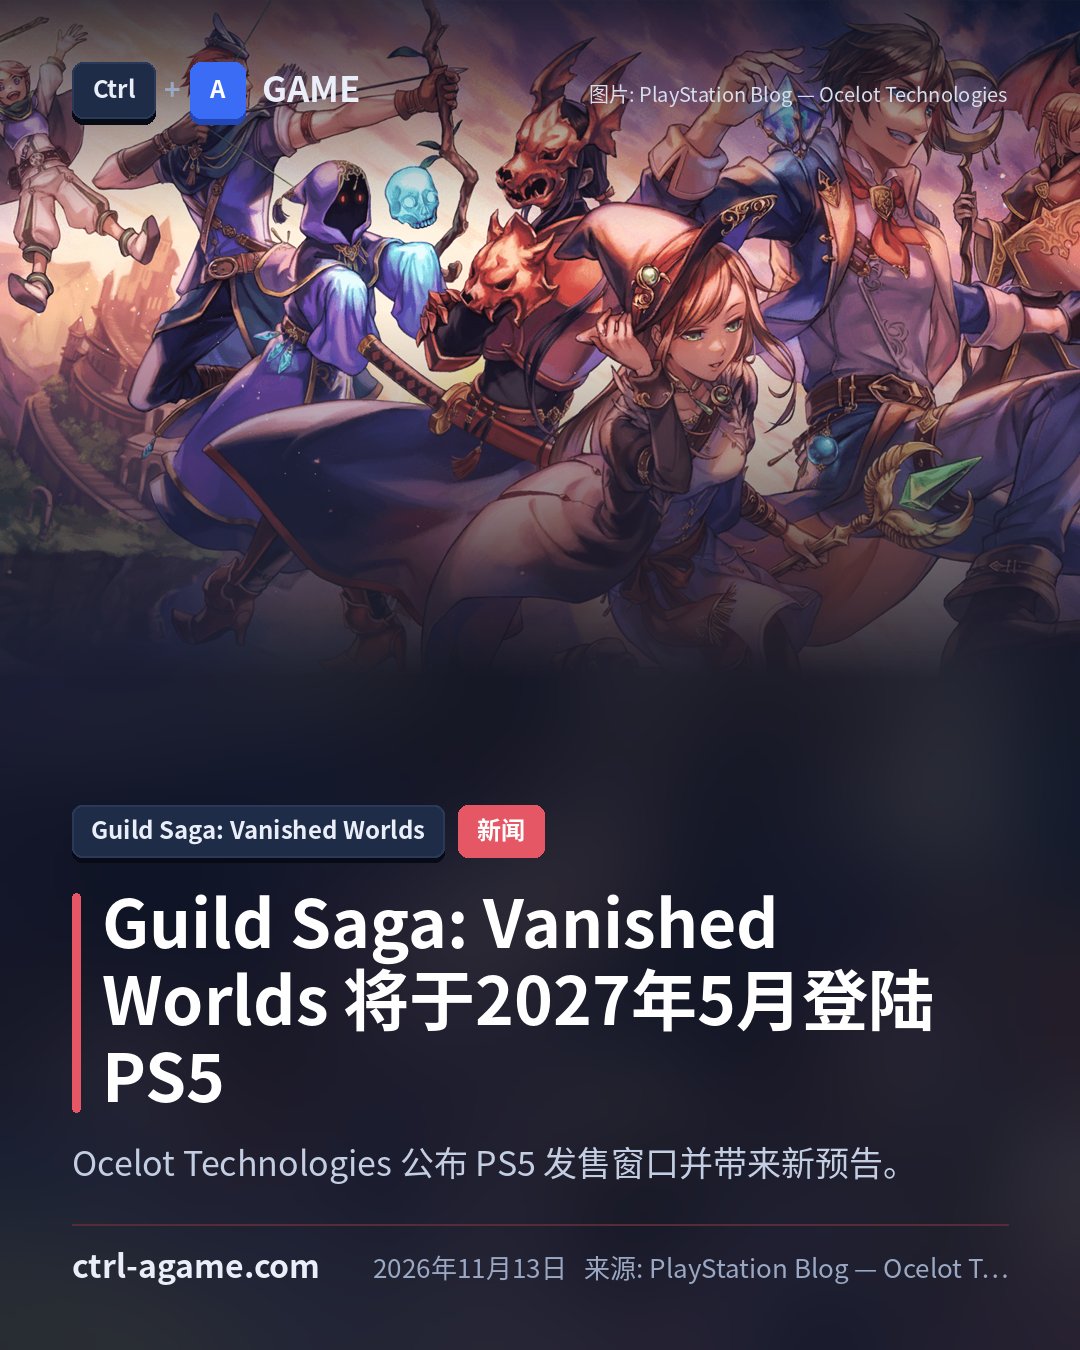 Ctrl + A GAME
图片: PlayStation Blog — Ocelot Technologies
Guild Saga: Vanished Worlds 新闻
Guild Saga: Vanished
Worlds 将于2027年5月登陆
PS5
Ocelot Technologies 公布 PS5 发售窗口并带来新预告。
ctrl-agame.com 2026年11月13日 来源: PlayStation Blog — Ocelot T…